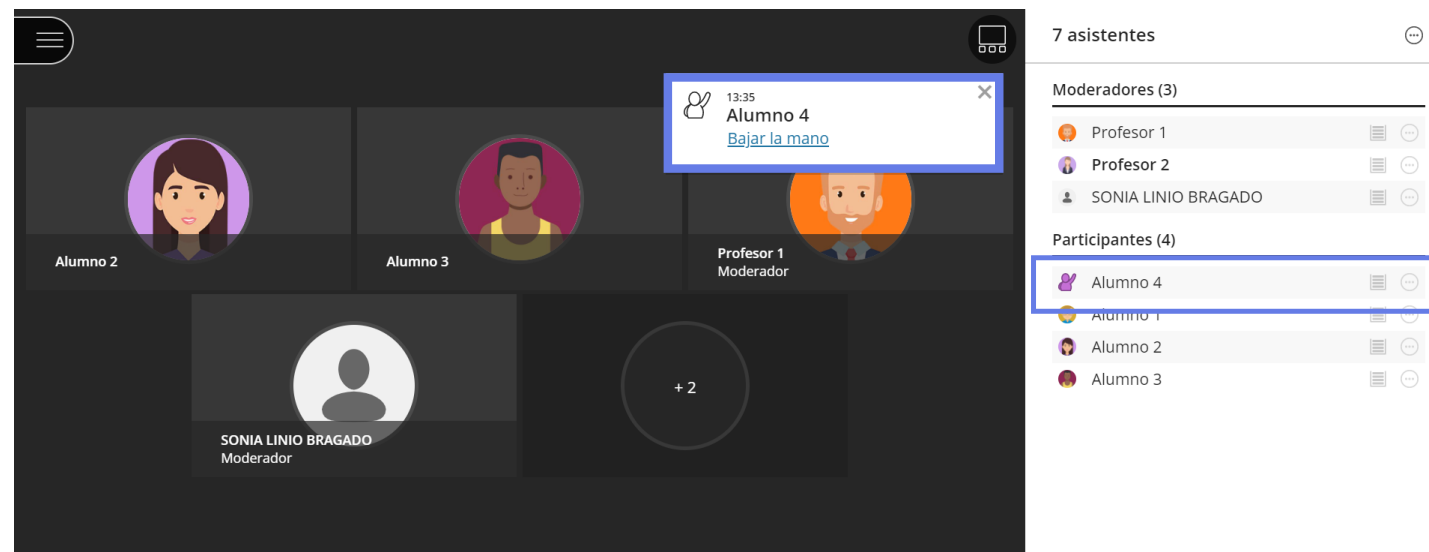 13:35
Alumno 4
Bajar la mano
Alumno 2
Alumno 3
Profesor 1
Moderador
SONIA LINIO BRAGADO
Moderador
+ 2
7 asistentes
Moderadores (3)
Profesor 1
Profesor 2
SONIA LINIO BRAGADO
Participantes (4)
Alumno 4
Alumno 1
Alumno 2
Alumno 3